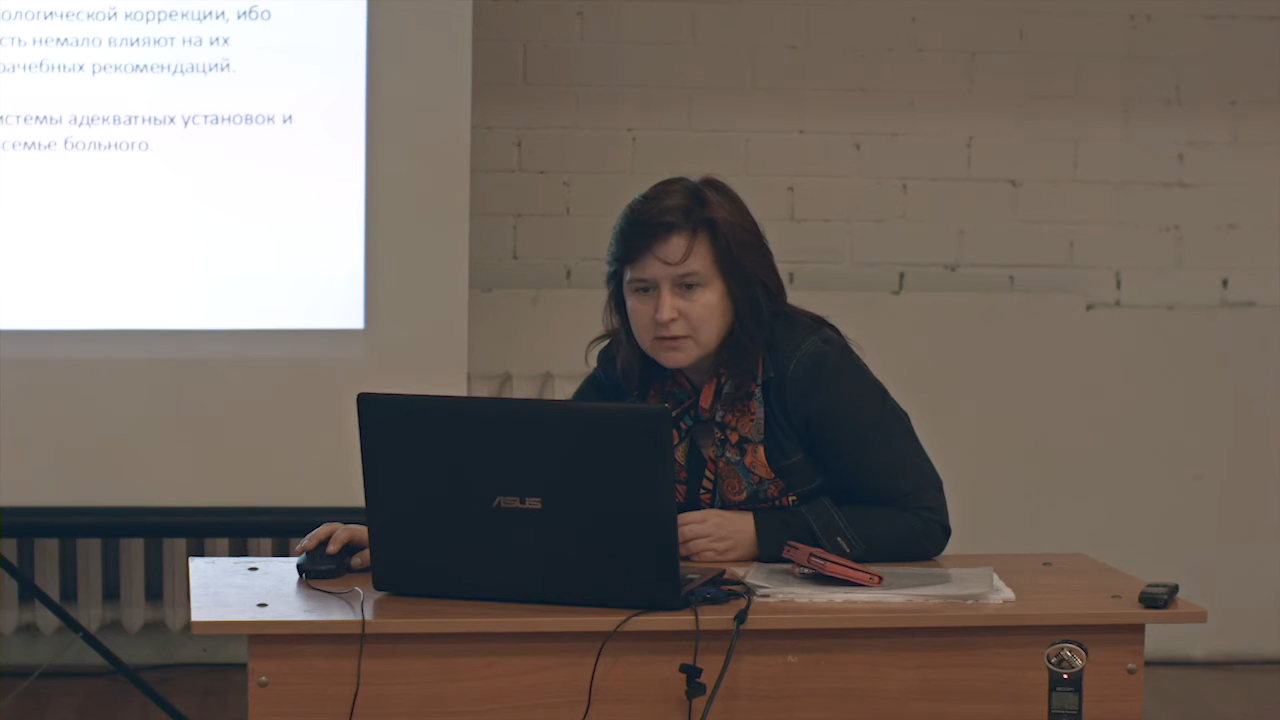 ологической коррекции, ибо
сть немало влияют на их
рачебных рекомендаций.
истемы адекватных установок и
семье больного.
ASUS